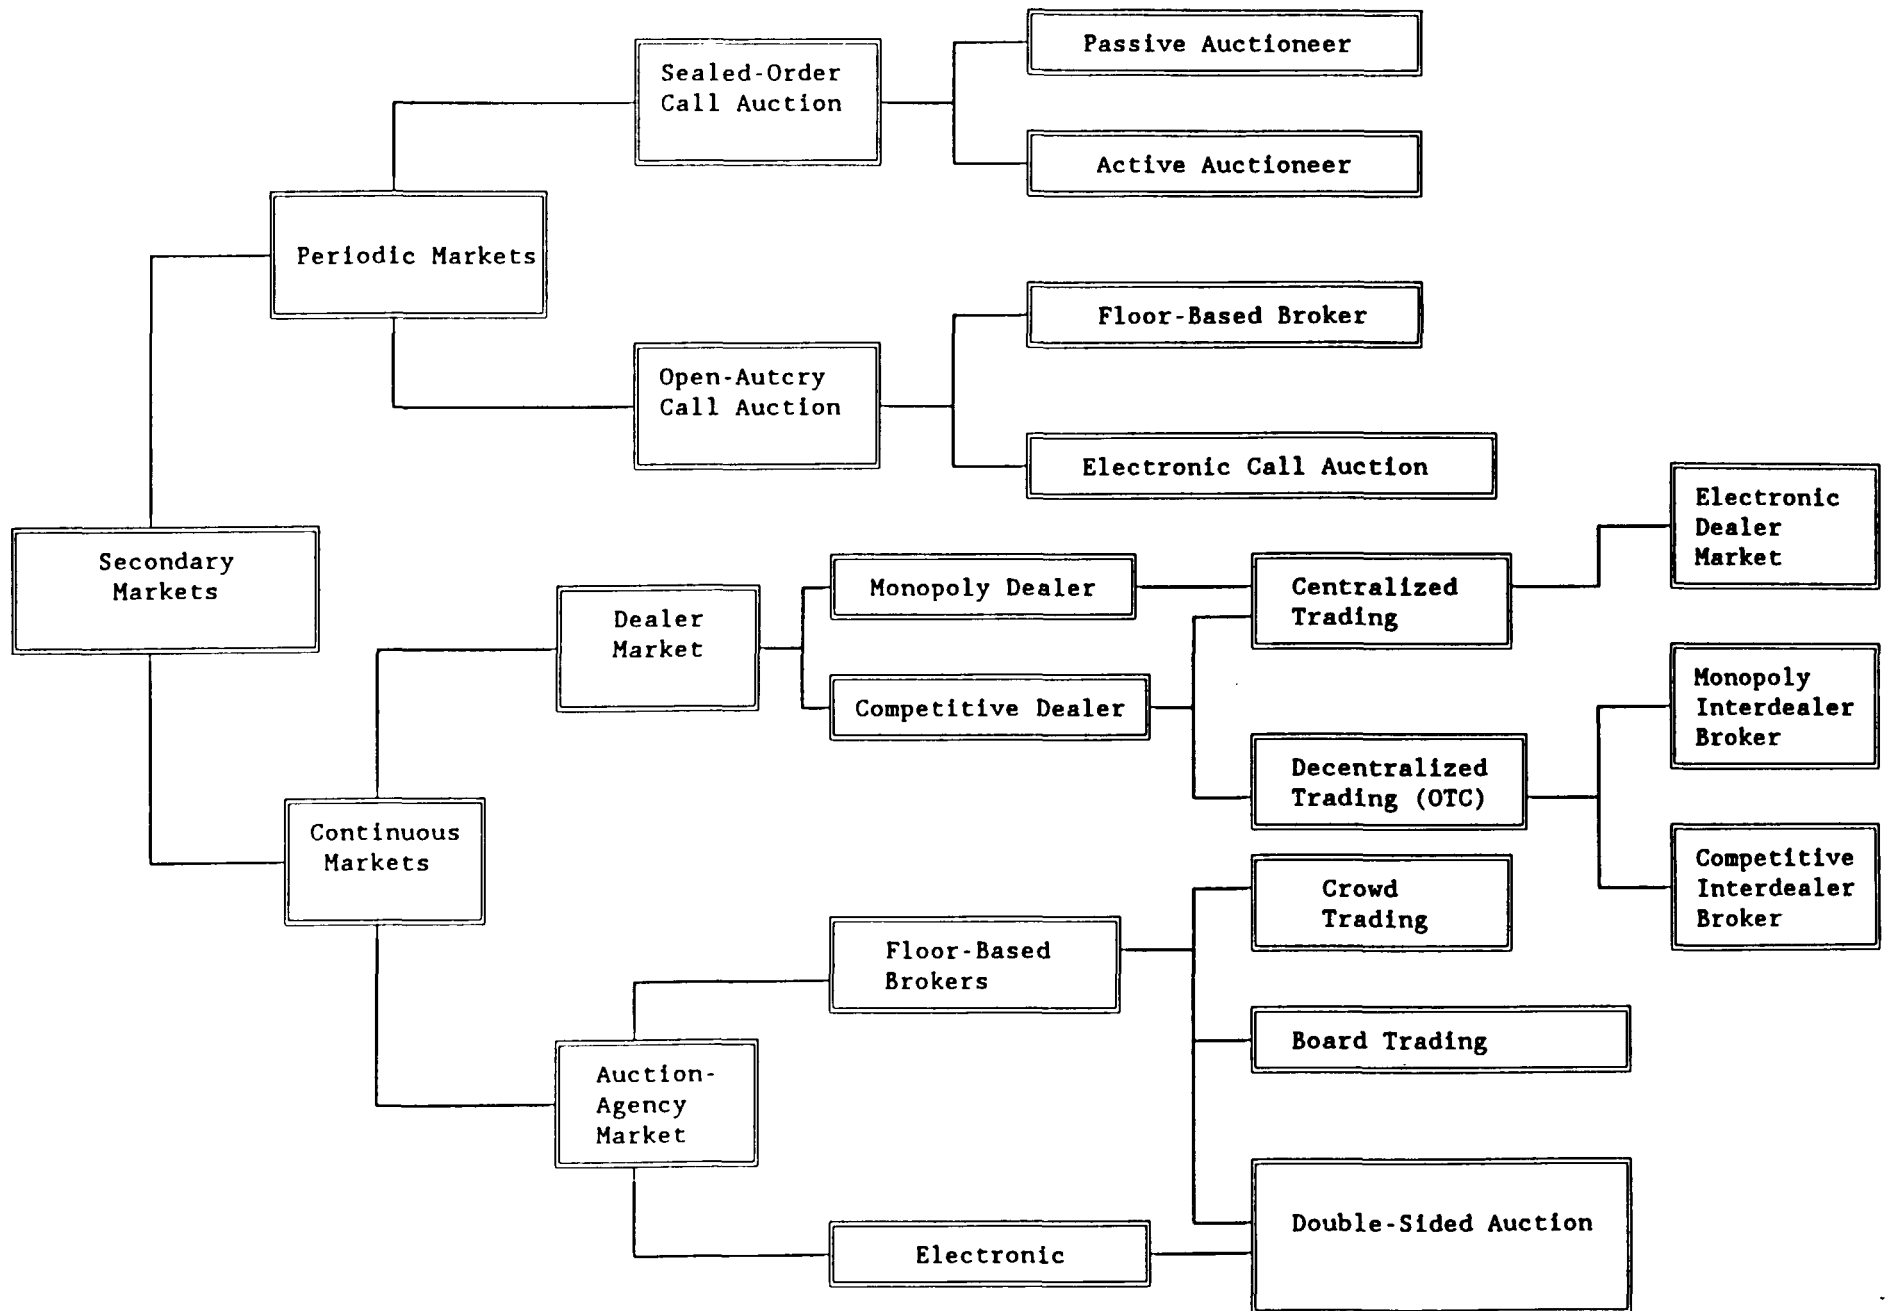 Passive Auctioneer
Sealed-Order
Call Auction
Active Auctioneer
Periodic Markets
Floor-Based Broker
Open-Autcry
Call Auction
Electronic Call Auction
Electronic
Dealer
Market
Secondary
Markets
Monopoly Dealer
Centralized
Trading
Dealer
Market
Monopoly
Interdealer
Broker
Competitive Dealer
Decentralized
Trading (OTC)
Continuous
Markets
Competitive
Interdealer
Broker
Crowd
Trading
Floor-Based
Brokers
Board Trading
Auction-
Agency
Market
Double-Sided Auction
Electronic